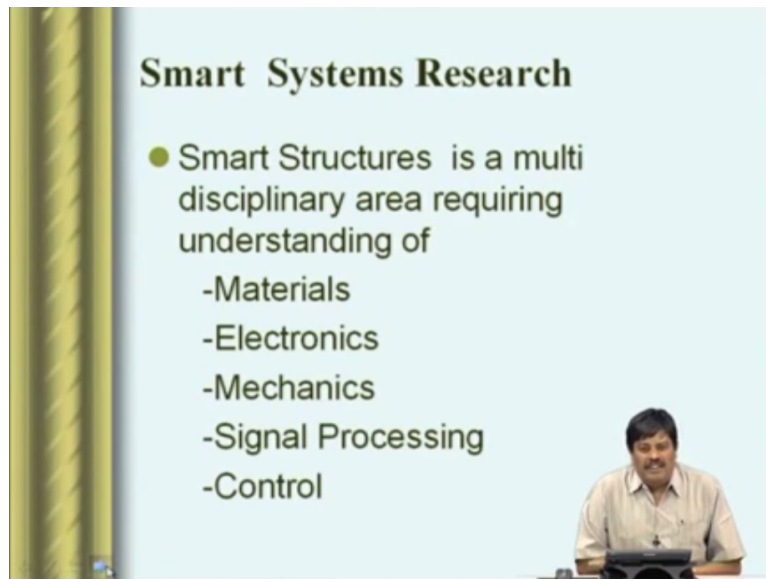 Smart Systems Research
Smart Structures is a multi
disciplinary area requiring
understanding of
-Materials
-Electronics
-Mechanics
-Signal Processing
-Control